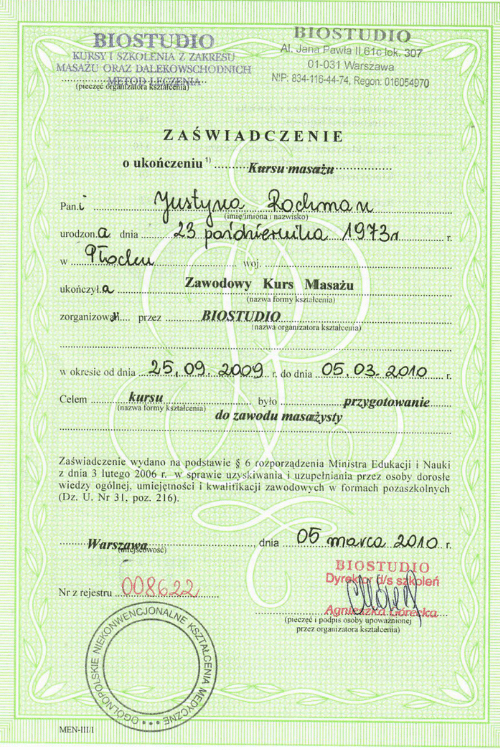 BIOSTUDIO
KURSY I SZKOLENIA Z ZAKRESU
MASAŻU ORAZ DALEKOWSCHODNICH
METOD LECZENIA
(pieczęć organizatora kształcenia)
BIOSTUDIO
Al. Jana Pawła II 61c lok. 307
01-031 Warszawa
NIP: 834-116-44-74, Regon: 016054970
ZAŚWIADCZENIE
o ukończeniu 1) Kursu masażu
Pani Justyna Rochman
(imię/imiona i nazwisko)
urodzona dnia 23 października 1973r r.
w Płocku woj.
ukończyła Zawodowy Kurs Masażu
(nazwa formy kształcenia)
zorganizowany przez BIOSTUDIO
(nazwa organizatora kształcenia)
w okresie od dnia 25.09.2009 r. do dnia 05.03.2010 r.
Celem kursu było przygotowanie
(nazwa formy kształcenia)
do zawodu masażysty
Zaświadczenie wydano na podstawie § 6 rozporządzenia Ministra Edukacji i Nauki
z dnia 3 lutego 2006 r. w sprawie uzyskiwania i uzupełniania przez osoby dorosłe
wiedzy ogólnej, umiejętności i kwalifikacji zawodowych w formach pozaszkolnych
(Dz. U. Nr 31, poz. 216).
Warszawa dnia 05 marca 2010 r.
(miejscowość)
BIOSTUDIO
Dyrektor d/s szkoleń
Nr z rejestru 008622
Agnieszka Górecka
(pieczęć i podpis osoby upoważnionej
przez organizatora kształcenia)
OGÓLNOPOLSKIE NIEKONWENCJONALNE KSZTAŁCENIA MEDYCZNE
MEN-III/1